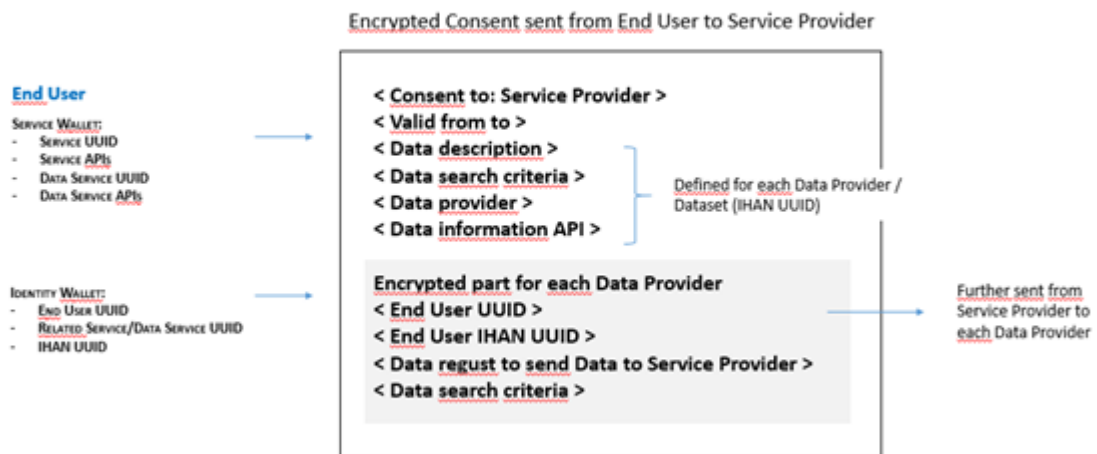 Encrypted Consent sent from End User to Service Provider
End User
SERVICE WALLET:
- SERVICE UUID
- SERVICE APIS
- DATA SERVICE UUID
- DATA SERVICE APIS
< Consent to: Service Provider >
< Valid from to >
< Data description >
< Data search criteria >
< Data provider >
< Data information API >
Defined for each Data Provider /
Dataset (IHAN UUID)
IDENTITY WALLET:
- END USER UUID
- RELATED SERVICE/DATA SERVICE UUID
- IHAN UUID
Encrypted part for each Data Provider
< End User UUID >
< End User IHAN UUID >
< Data regust to send Data to Service Provider >
< Data search criteria >
Further sent from
Service Provider to
each Data Provider